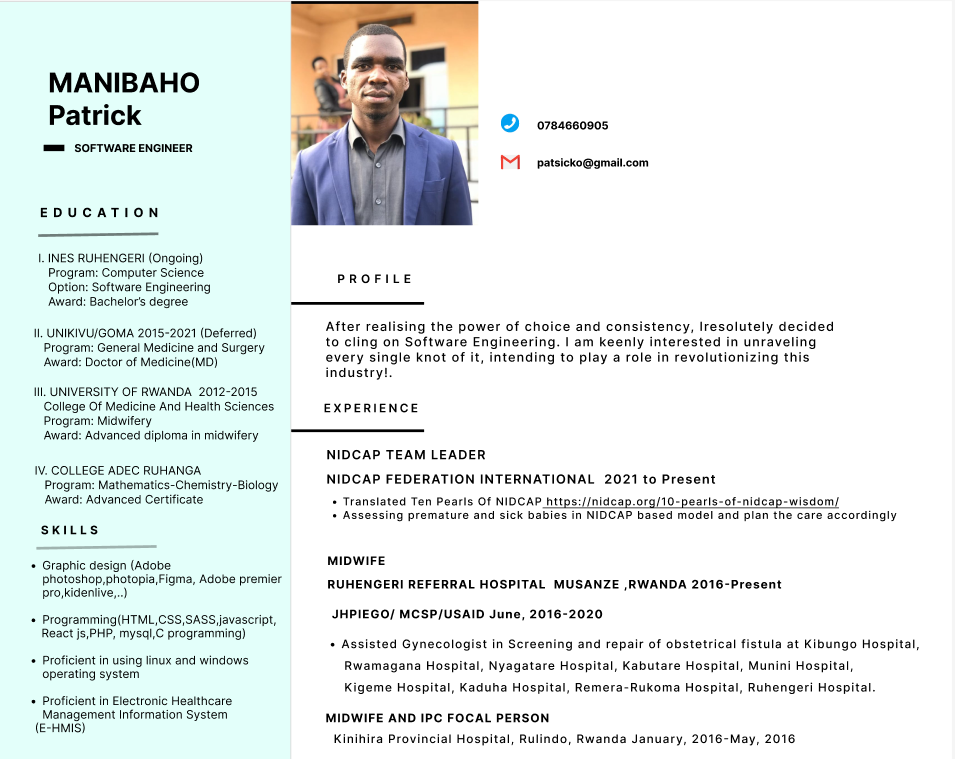 MANIBAHO
Patrick
SOFTWARE ENGINEER
EDUCATION
I. INES RUHENGERI (Ongoing)
Program: Computer Science
Option: Software Engineering
Award: Bachelor’s degree
II. UNIKIVU/GOMA 2015-2021 (Deferred)
Program: General Medicine and Surgery
Award: Doctor of Medicine(MD)
III. UNIVERSITY OF RWANDA 2012-2015
College Of Medicine And Health Sciences
Program: Midwifery
Award: Advanced diploma in midwifery
IV. COLLEGE ADEC RUHANGA
Program: Mathematics-Chemistry-Biology
Award: Advanced Certificate
SKILLS
• Graphic design (Adobe
photoshop,photopia,Figma, Adobe premier
pro,kidenlive,..)
• Programming(HTML,CSS,SASS,javascript,
React js,PHP, mysql,C programming)
• Proficient in using linux and windows
operating system
• Proficient in Electronic Healthcare
Management Information System
(E-HMIS)
0784660905
patsicko@gmail.com
PROFILE
After realising the power of choice and consistency, Iresolutely decided
to cling on Software Engineering. I am keenly interested in unraveling
every single knot of it, intending to play a role in revolutionizing this
industry!.
EXPERIENCE
NIDCAP TEAM LEADER
NIDCAP FEDERATION INTERNATIONAL 2021 to Present
• Translated Ten Pearls Of NIDCAP https://nidcap.org/10-pearls-of-nidcap-wisdom/
• Assessing premature and sick babies in NIDCAP based model and plan the care accordingly
MIDWIFE
RUHENGERI REFERRAL HOSPITAL MUSANZE ,RWANDA 2016-Present
JHPIEGO/ MCSP/USAID June, 2016-2020
• Assisted Gynecologist in Screening and repair of obstetrical fistula at Kibungo Hospital,
Rwamagana Hospital, Nyagatare Hospital, Kabutare Hospital, Munini Hospital,
Kigeme Hospital, Kaduha Hospital, Remera-Rukoma Hospital, Ruhengeri Hospital.
MIDWIFE AND IPC FOCAL PERSON
Kinihira Provincial Hospital, Rulindo, Rwanda January, 2016-May, 2016